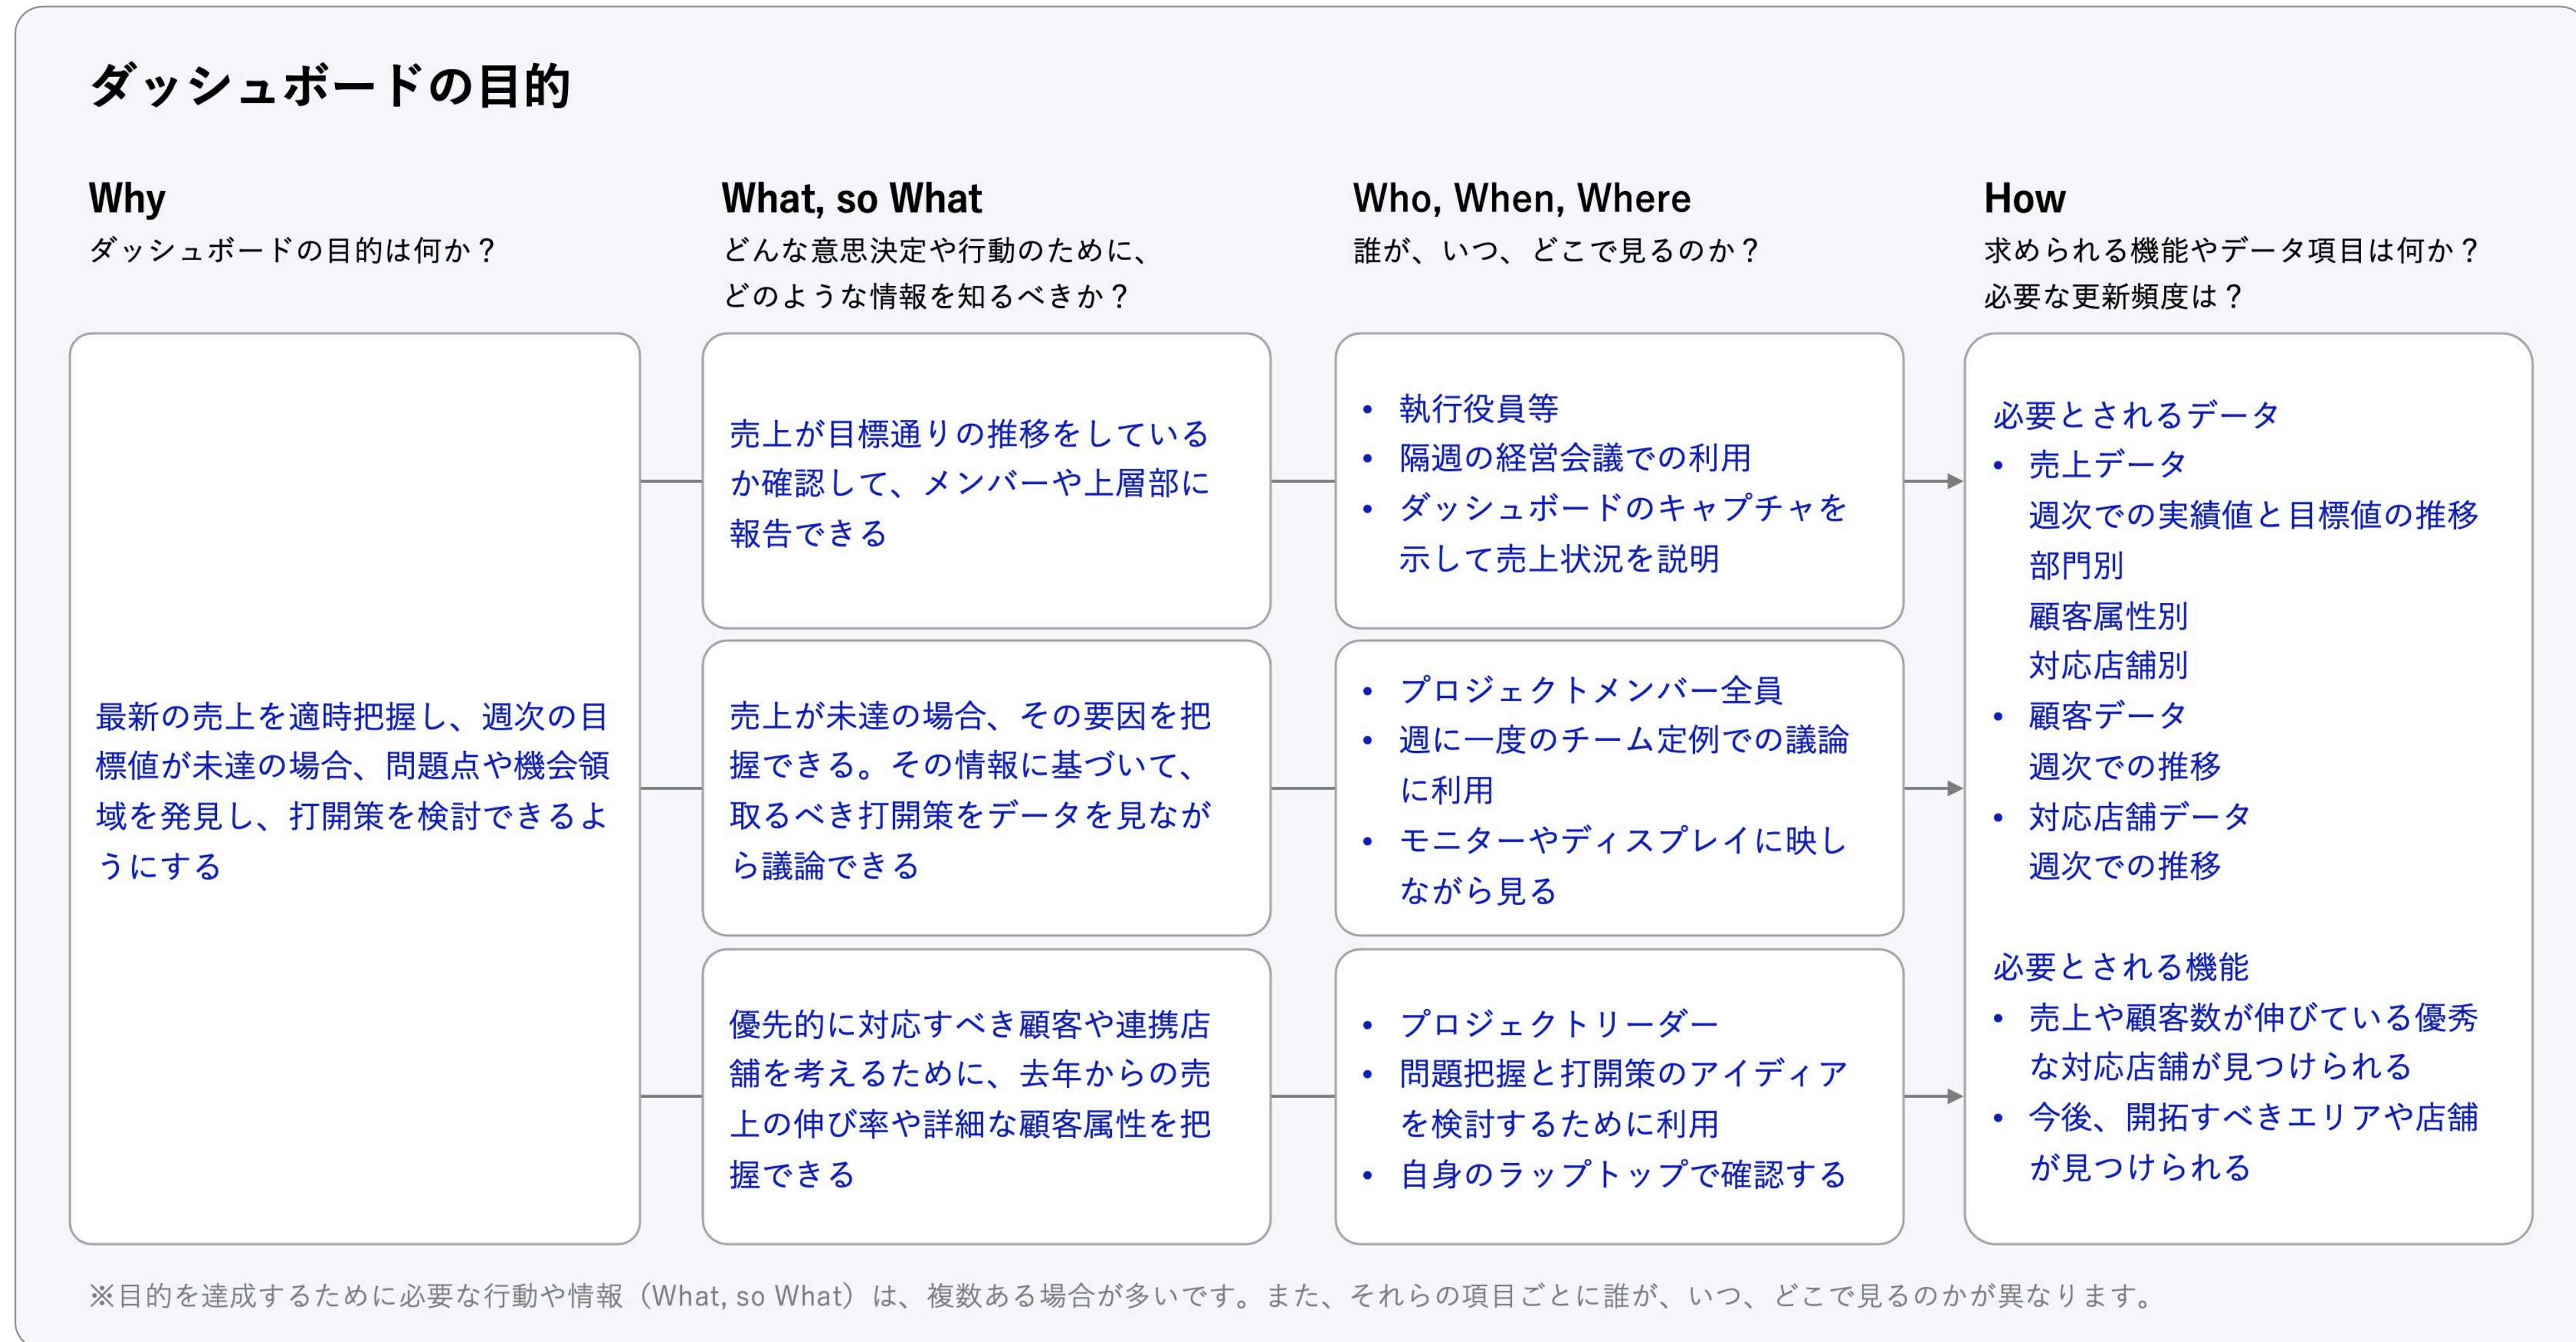 ダッシュボードの目的
Why
ダッシュボードの目的は何か？
What, so What
どんな意思決定や行動のために、
どのような情報を知るべきか？
Who, When, Where
誰が、いつ、どこで見るのか？
How
求められる機能やデータ項目は何か？
必要な更新頻度は？
最新の売上を適時把握し、週次の目
標値が未達の場合、問題点や機会領
域を発見し、打開策を検討できるよ
うにする
売上が目標通りの推移をしている
か確認して、メンバーや上層部に
報告できる
• 執行役員等
• 隔週の経営会議での利用
• ダッシュボードのキャプチャを
示して売上状況を説明
売上が未達の場合、その要因を把
握できる。その情報に基づいて、
取るべき打開策をデータを見なが
ら議論できる
• プロジェクトメンバー全員
• 週に一度のチーム定例での議論
に利用
• モニターやディスプレイに映し
ながら見る
優先的に対応すべき顧客や連携店
舗を考えるために、去年からの売
上の伸び率や詳細な顧客属性を把
握できる
• プロジェクトリーダー
• 問題把握と打開策のアイディア
を検討するために利用
• 自身のラップトップで確認する
必要とされるデータ
• 売上データ
週次での実績値と目標値の推移
部門別
顧客属性別
対応店舗別
• 顧客データ
週次での推移
• 対応店舗データ
週次での推移
必要とされる機能
• 売上や顧客数が伸びている優秀
な対応店舗が見つけられる
• 今後、開拓すべきエリアや店舗
が見つけられる
※目的を達成するために必要な行動や情報（What, so What）は、複数ある場合が多いです。また、それらの項目ごとに誰が、いつ、どこで見るのかが異なります。